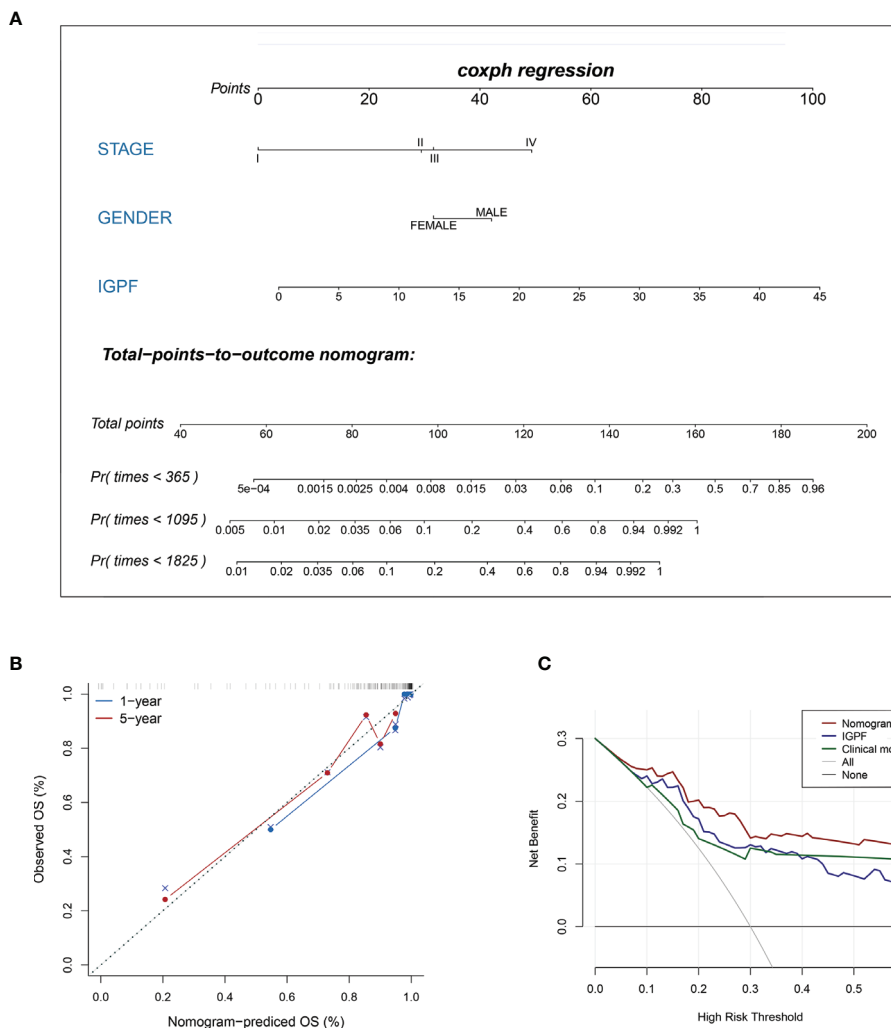 A
coxph regression
Points
0 20 40 60 80 100
II IV
STAGE
I III
MALE
GENDER
FEMALE
IGPF
0 5 10 15 20 25 30 35 40 45
Total−points−to−outcome nomogram:
Total points
40 60 80 100 120 140 160 180 200
Pr( times < 365 )
5e−04 0.0015 0.0025 0.004 0.008 0.015 0.03 0.06 0.1 0.2 0.3 0.5 0.7 0.85 0.96
Pr( times < 1095 )
0.005 0.01 0.02 0.035 0.06 0.1 0.2 0.4 0.6 0.8 0.94 0.992 1
Pr( times < 1825 )
0.01 0.02 0.035 0.06 0.1 0.2 0.4 0.6 0.8 0.94 0.992 1
B
1−year
5−year
Observed OS (%)
1.0
0.8
0.6
0.4
0.2
0.0
0.0 0.2 0.4 0.6 0.8 1.0
Nomogram−prediced OS (%)
C
Nomogram
IGPF
Clinical mo
All
None
Net Benefit
0.3
0.2
0.1
0.0
0.0 0.1 0.2 0.3 0.4 0.5
High Risk Threshold